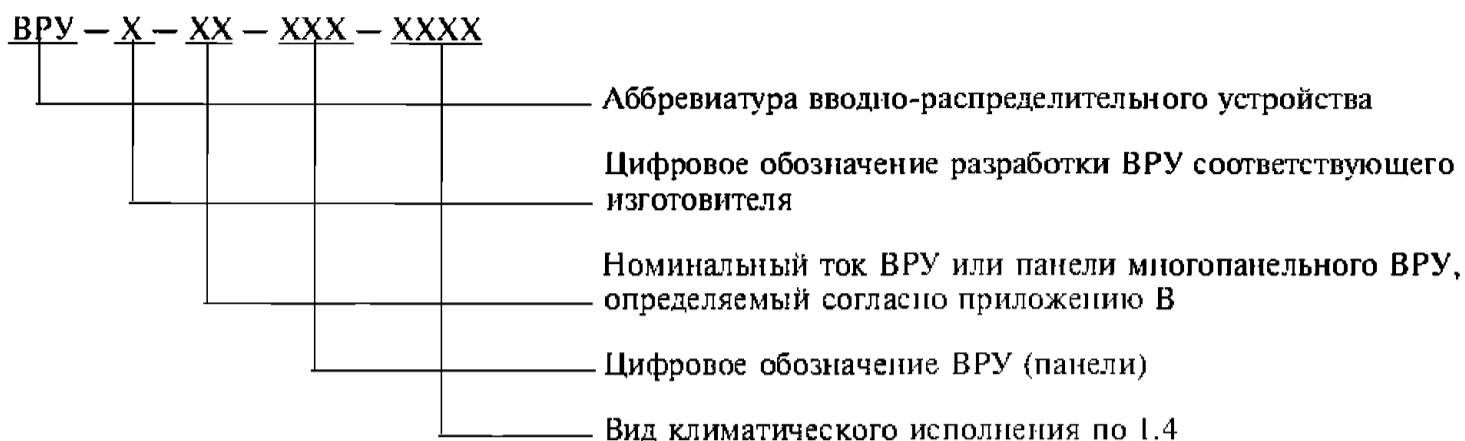 ВРУ – Х – ХХ – ХХХ – ХХХХ
Аббревиатура вводно-распределительного устройства
Цифровое обозначение разработки ВРУ соответствующего
изготовителя
Номинальный ток ВРУ или панели многопанельного ВРУ,
определяемый согласно приложению В
Цифровое обозначение ВРУ (панели)
Вид климатического исполнения по 1.4